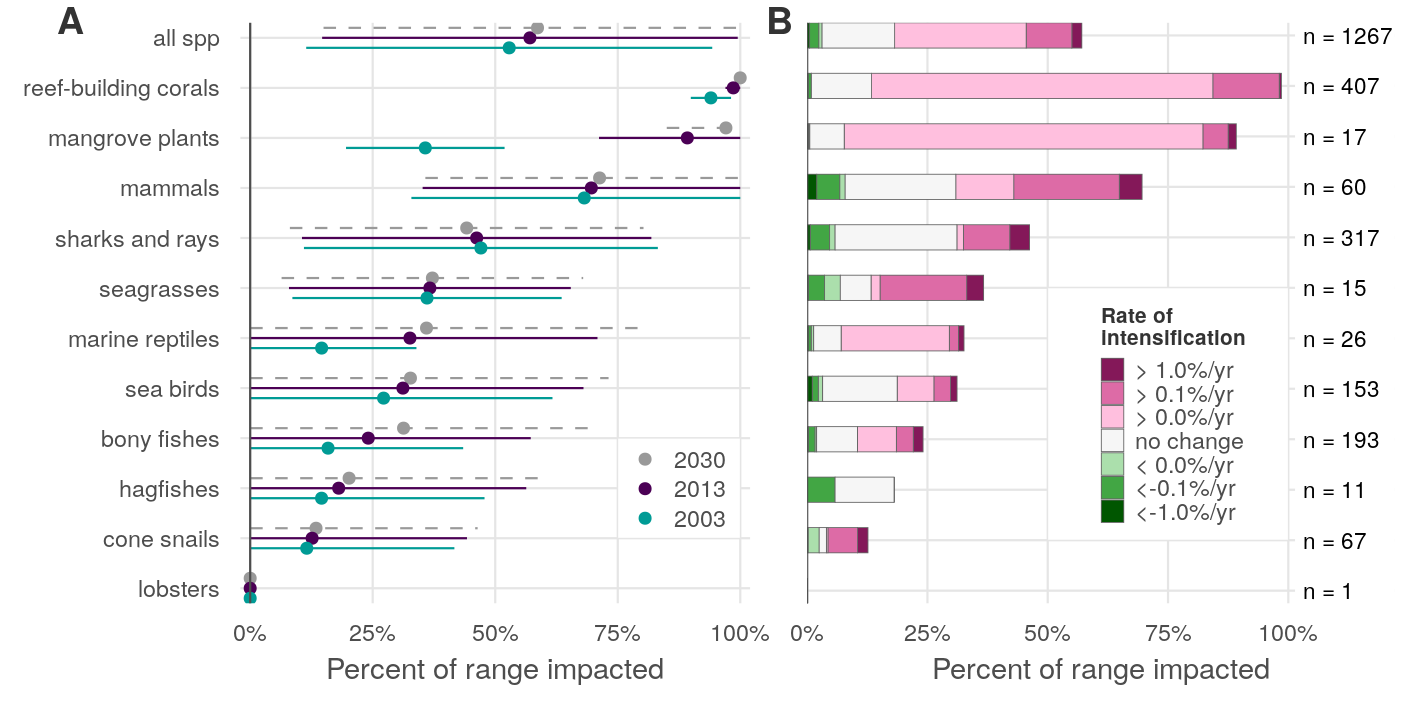 A
B
all spp
reef-building corals
mangrove plants
mammals
sharks and rays
seagrasses
marine reptiles
sea birds
bony fishes
hagfishes
cone snails
lobsters
2030
2013
2003
0%
25%
50%
75%
100%
Percent of range impacted
n = 1267
n = 407
n = 17
n = 60
n = 317
n = 15
n = 26
n = 153
n = 193
n = 11
n = 67
n = 1
Rate of
intensification
> 1.0%/yr
> 0.1%/yr
> 0.0%/yr
no change
< 0.0%/yr
<-0.1%/yr
<-1.0%/yr
0%
25%
50%
75%
100%
Percent of range impacted